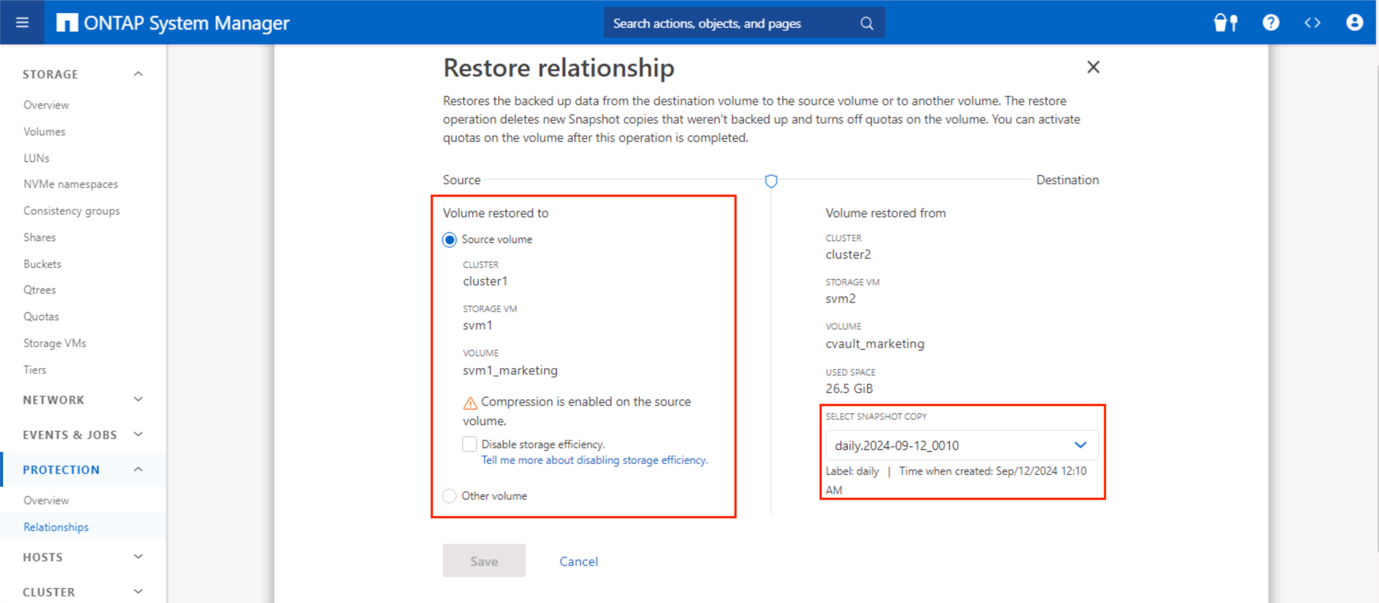 ONTAP System Manager
Search actions, objects, and pages
STORAGE
Overview
Volumes
LUNs
NVMe namespaces
Consistency groups
Shares
Buckets
Qtrees
Quotas
Storage VMs
Tiers
NETWORK
EVENTS & JOBS
PROTECTION
Overview
Relationships
HOSTS
CLUSTER
Restore relationship
Restores the backed up data from the destination volume to the source volume or to another volume. The restore
operation deletes new Snapshot copies that weren't backed up and turns off quotas on the volume. You can activate
quotas on the volume after this operation is completed.
Source
Destination
Volume restored to
Source volume
CLUSTER
cluster1
STORAGE VM
svm1
VOLUME
svm1_marketing
Compression is enabled on the source
volume.
Disable storage efficiency.
Tell me more about disabling storage efficiency.
Other volume
Volume restored from
CLUSTER
cluster2
STORAGE VM
svm2
VOLUME
cvault_marketing
USED SPACE
26.5 GiB
SELECT SNAPSHOT COPY
daily.2024-09-12_0010
Label: daily | Time when created: Sep/12/2024 12:10
AM
Save
Cancel